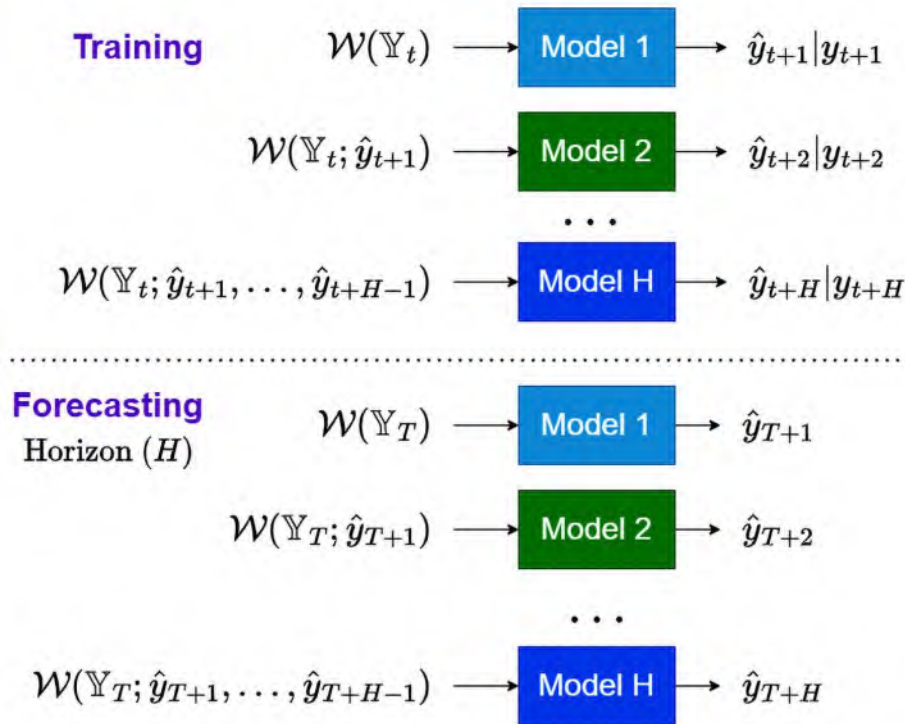 Training
𝒲(𝕐_t) Model 1 ŷ_{t+1}|y_{t+1}
𝒲(𝕐_t; ŷ_{t+1}) Model 2 ŷ_{t+2}|y_{t+2}
...
𝒲(𝕐_t; ŷ_{t+1}, . . . , ŷ_{t+H−1}) Model H ŷ_{t+H}|y_{t+H}
Forecasting
Horizon (H)
𝒲(𝕐_T) Model 1 ŷ_{T+1}
𝒲(𝕐_T; ŷ_{T+1}) Model 2 ŷ_{T+2}
...
𝒲(𝕐_T; ŷ_{T+1}, . . . , ŷ_{T+H−1}) Model H ŷ_{T+H}